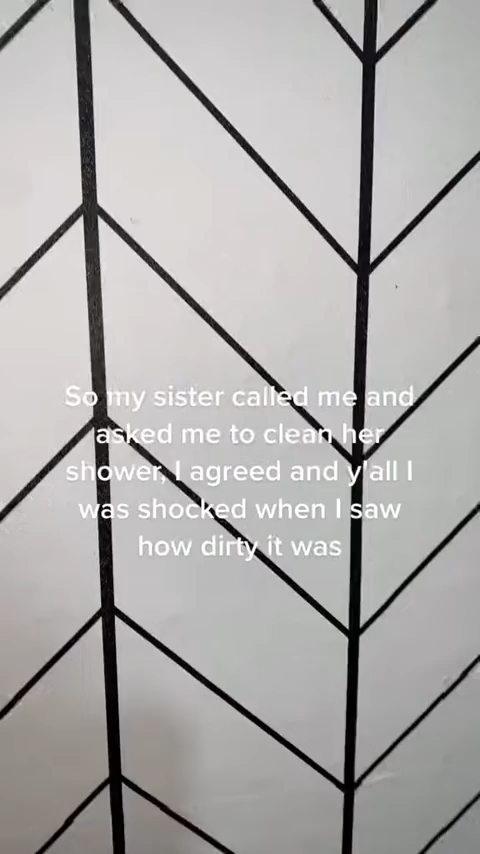 So my sister called me and
asked me to clean her
shower, I agreed and y'all I
was shocked when I saw
how dirty it was